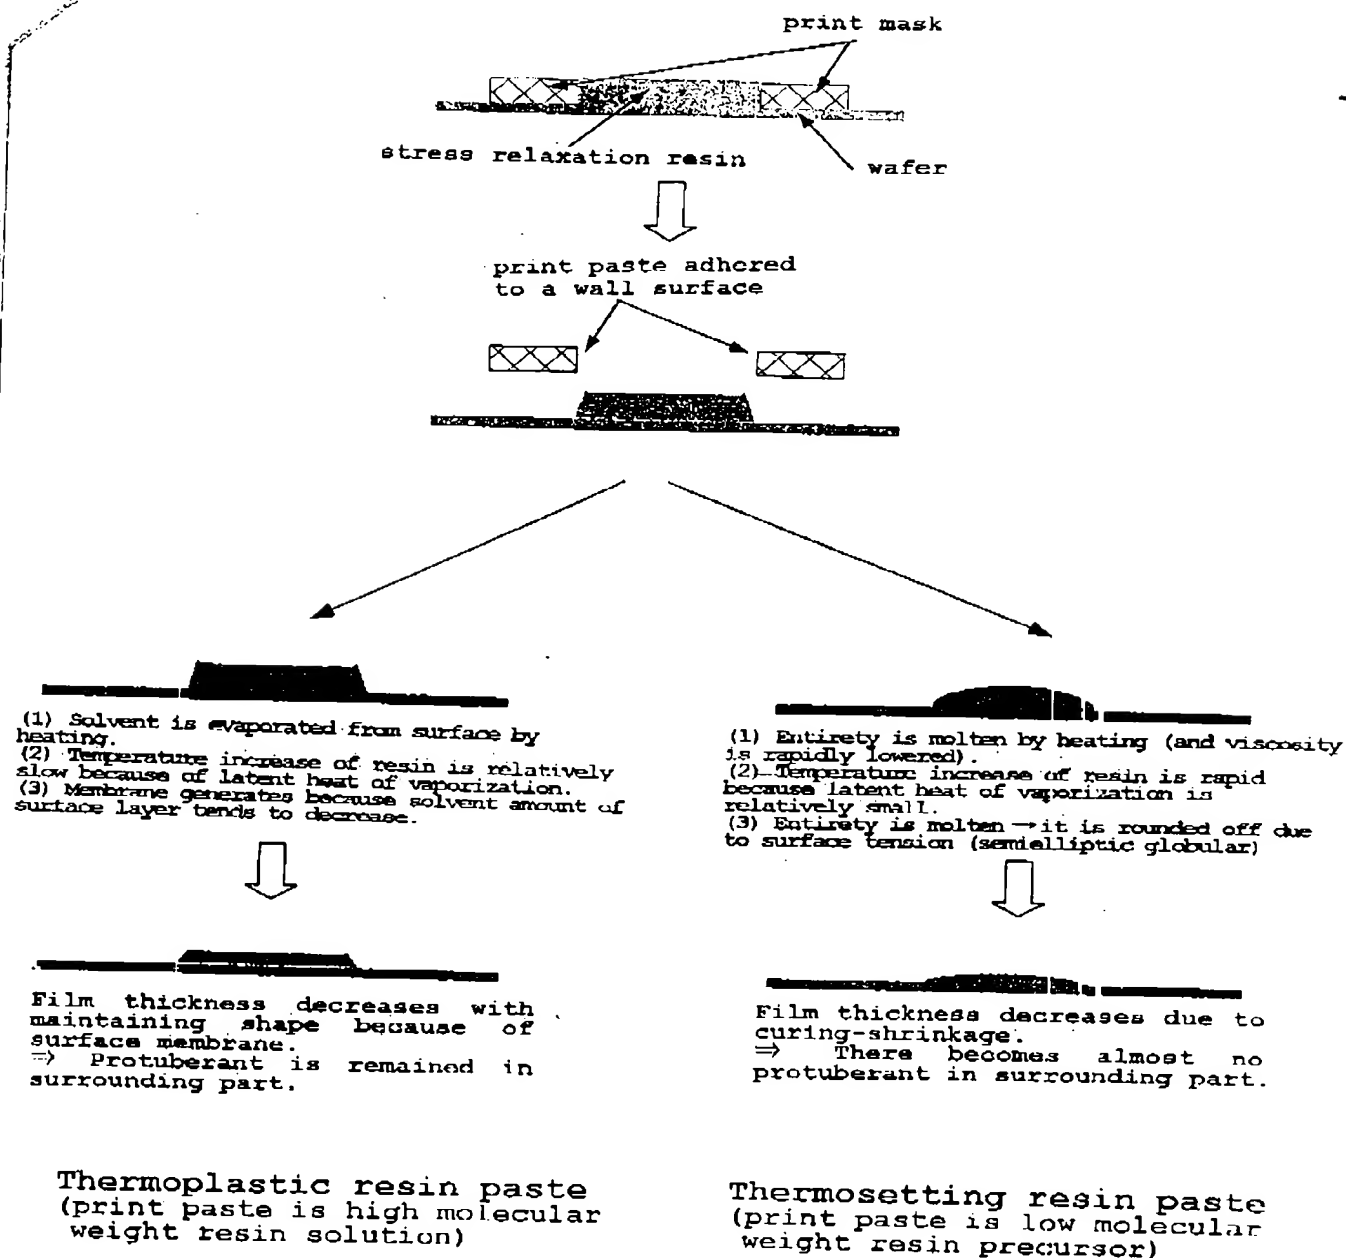 print mask
stress relaxation resin
wafer
print paste adhered
to a wall surface
(1) Solvent is evaporated from surface by
heating.
(2) Temperature increase of resin is relatively
slow because of latent heat of vaporization.
(3) Membrane generates because solvent amount of
surface layer tends to decrease.
Film thickness decreases with
maintaining shape because of
surface membrane.
⇒ Protuberant is remained in
surrounding part.
Thermoplastic resin paste
(print paste is high molecular
weight resin solution)
(1) Entirety is molten by heating (and viscosity
is rapidly lowered).
(2) Temperature increase of resin is rapid
because latent heat of vaporization is
relatively small.
(3) Entirety is molten → it is rounded off due
to surface tension (semielliptic globular)
Film thickness decreases due to
curing-shrinkage.
⇒ There becomes almost no
protuberant in surrounding part.
Thermosetting resin paste
(print paste is low molecular
weight resin precursor)